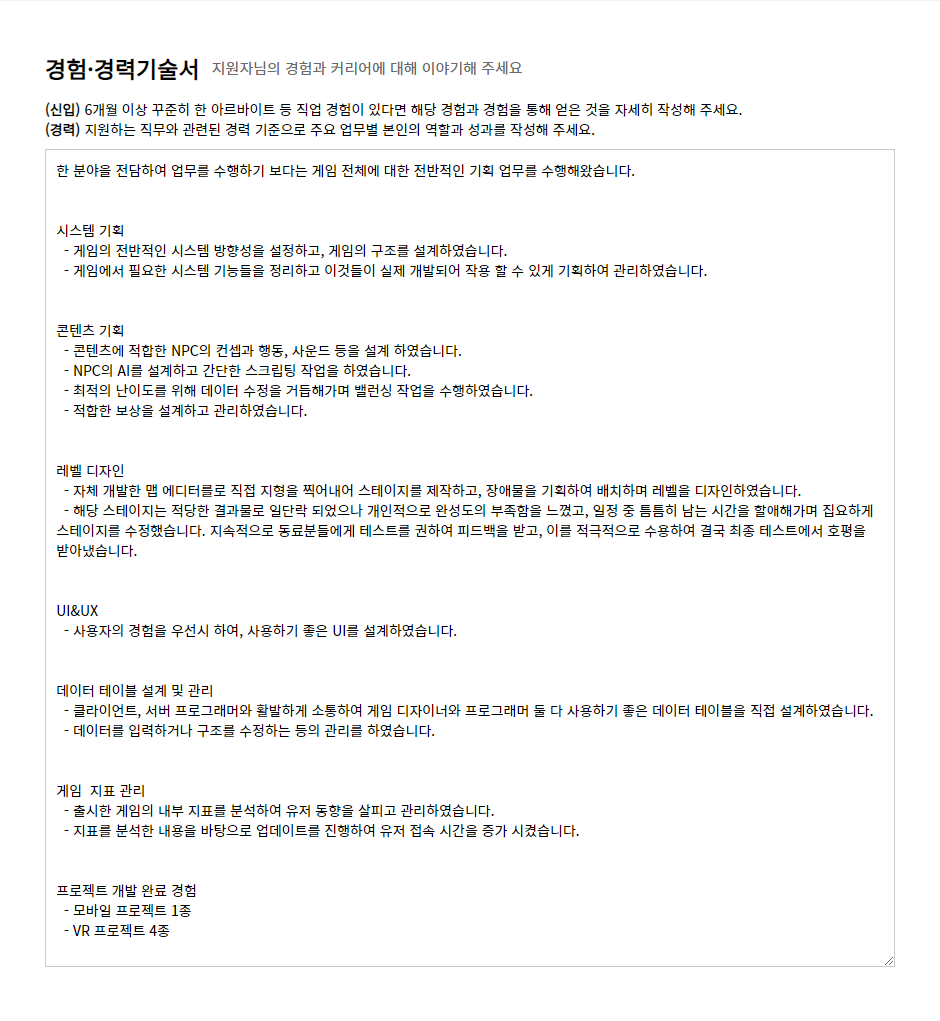 경험·경력기술서 지원자님의 경험과 커리어에 대해 이야기해 주세요
(신입) 6개월 이상 꾸준히 한 아르바이트 등 직업 경험이 있다면 해당 경험과 경험을 통해 얻은 것을 자세히 작성해 주세요.
(경력) 지원하는 직무와 관련된 경력 기준으로 주요 업무별 본인의 역할과 성과를 작성해 주세요.
한 분야을 전담하여 업무를 수행하기 보다는 게임 전체에 대한 전반적인 기획 업무를 수행해왔습니다.
시스템 기획
- 게임의 전반적인 시스템 방향성을 설정하고, 게임의 구조를 설계하였습니다.
- 게임에서 필요한 시스템 기능들을 정리하고 이것들이 실제 개발되어 작용 할 수 있게 기획하여 관리하였습니다.
콘텐츠 기획
- 콘텐츠에 적합한 NPC의 컨셉과 행동, 사운드 등을 설계 하였습니다.
- NPC의 AI를 설계하고 간단한 스크립팅 작업을 하였습니다.
- 최적의 난이도를 위해 데이터 수정을 거듭해가며 밸런싱 작업을 수행하였습니다.
- 적합한 보상을 설계하고 관리하였습니다.
레벨 디자인
- 자체 개발한 맵 에디터를로 직접 지형을 찍어내어 스테이지를 제작하고, 장애물을 기획하여 배치하며 레벨을 디자인하였습니다.
- 해당 스테이지는 적당한 결과물로 일단락 되었으나 개인적으로 완성도의 부족함을 느꼈고, 일정 중 틈틈히 남는 시간을 할애해가며 집요하게
스테이지를 수정했습니다. 지속적으로 동료분들에게 테스트를 권하여 피드백을 받고, 이를 적극적으로 수용하여 결국 최종 테스트에서 호평을
받아냈습니다.
UI&UX
- 사용자의 경험을 우선시 하여, 사용하기 좋은 UI를 설계하였습니다.
데이터 테이블 설계 및 관리
- 클라이언트, 서버 프로그래머와 활발하게 소통하여 게임 디자이너와 프로그래머 둘 다 사용하기 좋은 데이터 테이블을 직접 설계하였습니다.
- 데이터를 입력하거나 구조를 수정하는 등의 관리를 하였습니다.
게임  지표 관리
- 출시한 게임의 내부 지표를 분석하여 유저 동향을 살피고 관리하였습니다.
- 지표를 분석한 내용을 바탕으로 업데이트를 진행하여 유저 접속 시간을 증가 시켰습니다.
프로젝트 개발 완료 경험
- 모바일 프로젝트 1종
- VR 프로젝트 4종